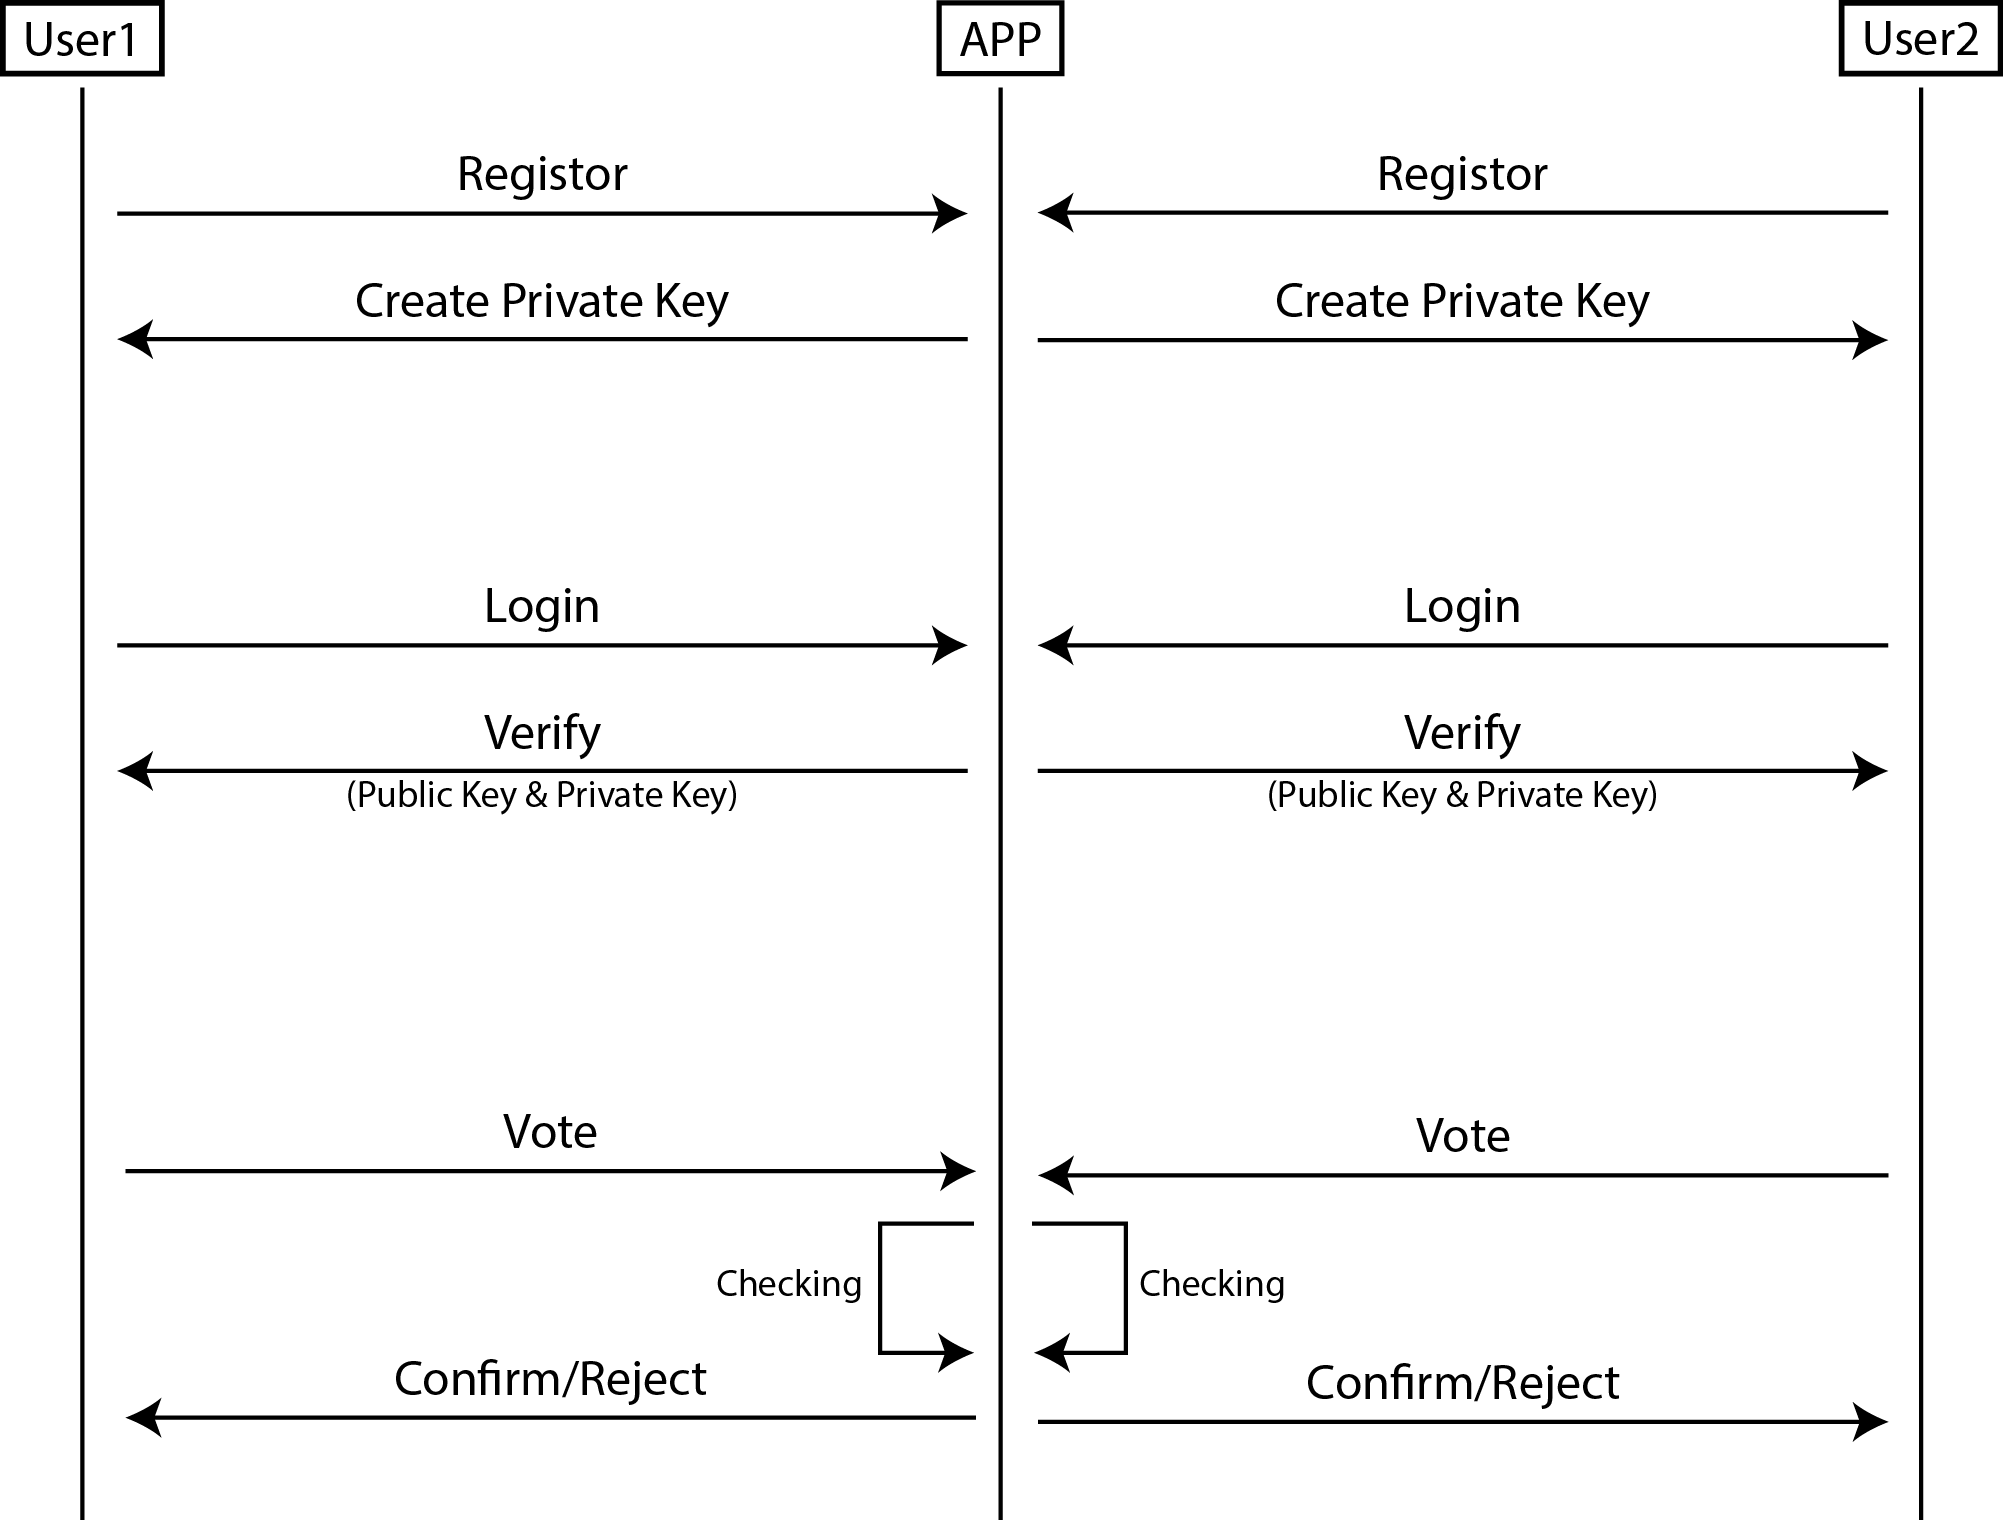 User1
APP
User2
Registor
Registor
Create Private Key
Create Private Key
Login
Login
Verify
(Public Key & Private Key)
Verify
(Public Key & Private Key)
Vote
Vote
Checking
Checking
Confirm/Reject
Confirm/Reject